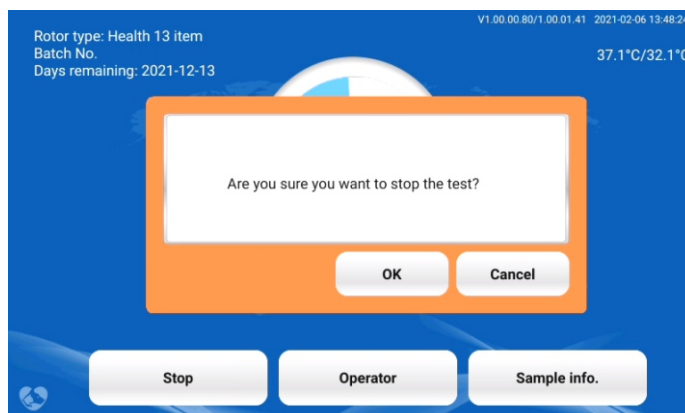 V1.00.00.80/1.00.01.41 2021-02-06 13:48:24
Rotor type: Health 13 item
Batch No.
37.1°C/32.1°C
Days remaining: 2021-12-13
Are you sure you want to stop the test?
OK
Cancel
Stop
Operator
Sample info.